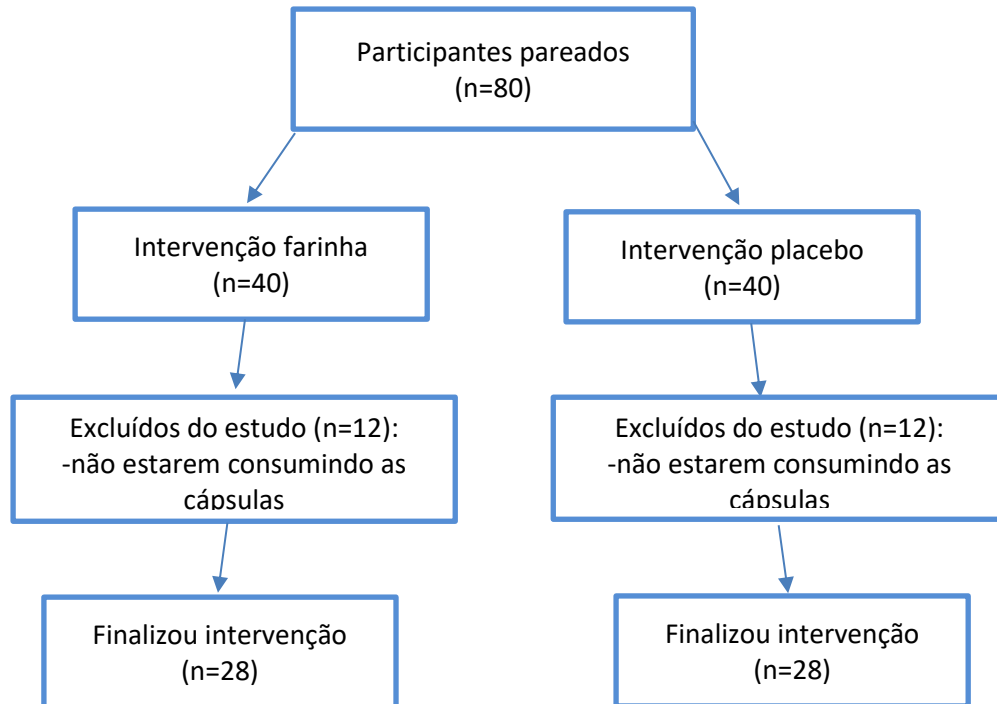 Participantes pareados
(n=80)
Intervenção farinha
(n=40)
Intervenção placebo
(n=40)
Excluídos do estudo (n=12):
-não estarem consumindo as
cápsulas
Excluídos do estudo (n=12):
-não estarem consumindo as
cápsulas
Finalizou intervenção
(n=28)
Finalizou intervenção
(n=28)